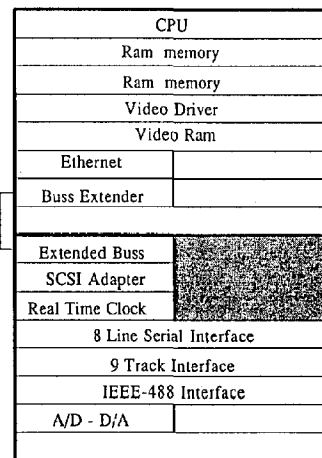 CPU
Ram memory
Ram memory
Video Driver
Video Ram
Ethernet
Buss Extender
Extended Buss
SCSI Adapter
Real Time Clock
8 Line Serial Interface
9 Track Interface
IEEE-488 Interface
A/D - D/A